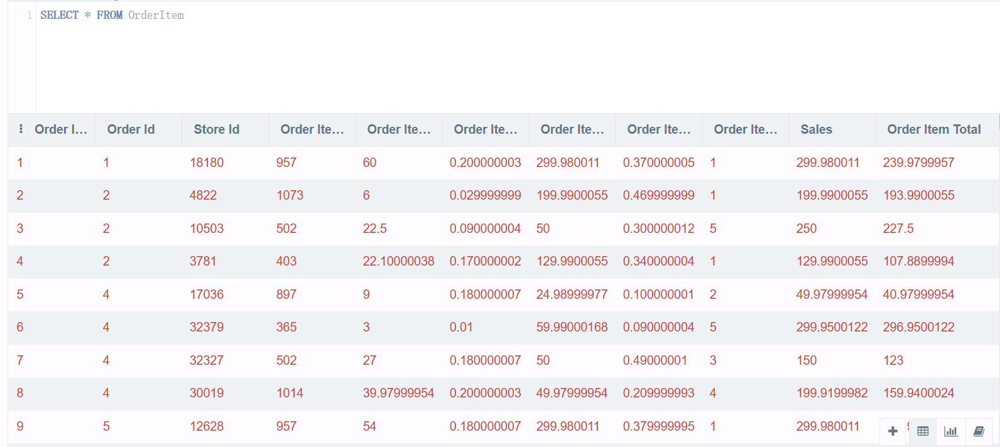 1 SELECT * FROM OrderItem
Order I... Order Id Store Id Order Ite... Order Ite... Order Ite... Order Ite... Order Ite... Order Ite... Sales Order Item Total
1 1 18180 957 60 0.200000003 299.980011 0.370000005 1 299.980011 239.9799957
2 2 4822 1073 6 0.029999999 199.9900055 0.469999999 1 199.9900055 193.9900055
3 2 10503 502 22.5 0.090000004 50 0.300000012 5 250 227.5
4 2 3781 403 22.10000038 0.170000002 129.9900055 0.340000004 1 129.9900055 107.8899994
5 4 17036 897 9 0.180000007 24.98999977 0.100000001 2 49.97999954 40.97999954
6 4 32379 365 3 0.01 59.99000168 0.090000004 5 299.9500122 296.9500122
7 4 32327 502 27 0.180000007 50 0.49000001 3 150 123
8 4 30019 1014 39.97999954 0.200000003 49.97999954 0.209999993 4 199.9199982 159.9400024
9 5 12628 957 54 0.180000007 299.980011 0.379999995 1 299.980011